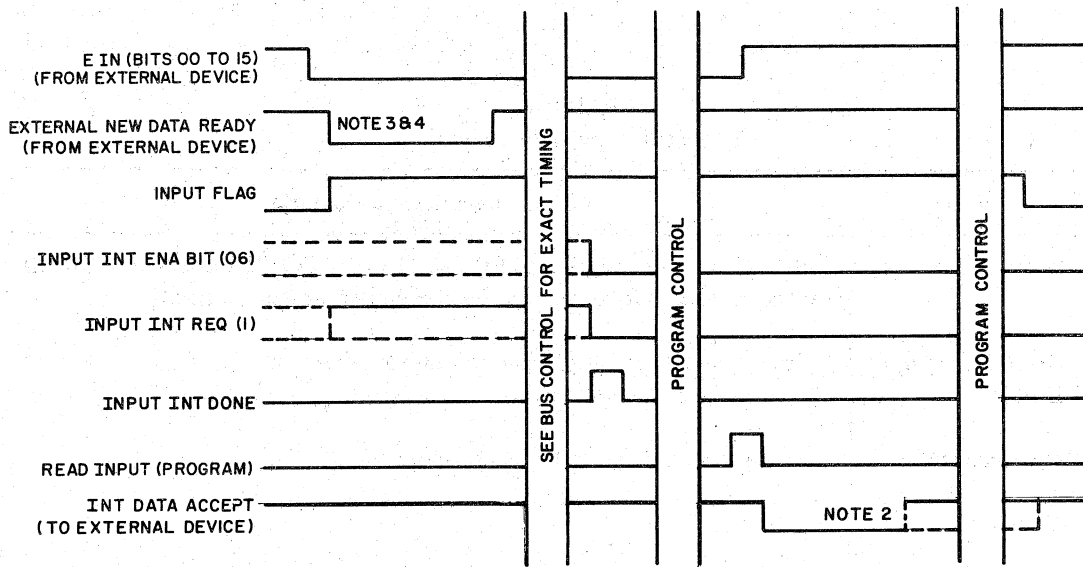 E IN (BITS 00 TO 15)
(FROM EXTERNAL DEVICE)
EXTERNAL NEW DATA READY
(FROM EXTERNAL DEVICE)
NOTE 3 & 4
INPUT FLAG
INPUT INT ENA BIT (06)
INPUT INT REQ (1)
INPUT INT DONE
READ INPUT (PROGRAM)
INT DATA ACCEPT
(TO EXTERNAL DEVICE)
NOTE 2
SEE BUS CONTROL FOR EXACT TIMING
PROGRAM CONTROL
PROGRAM CONTROL